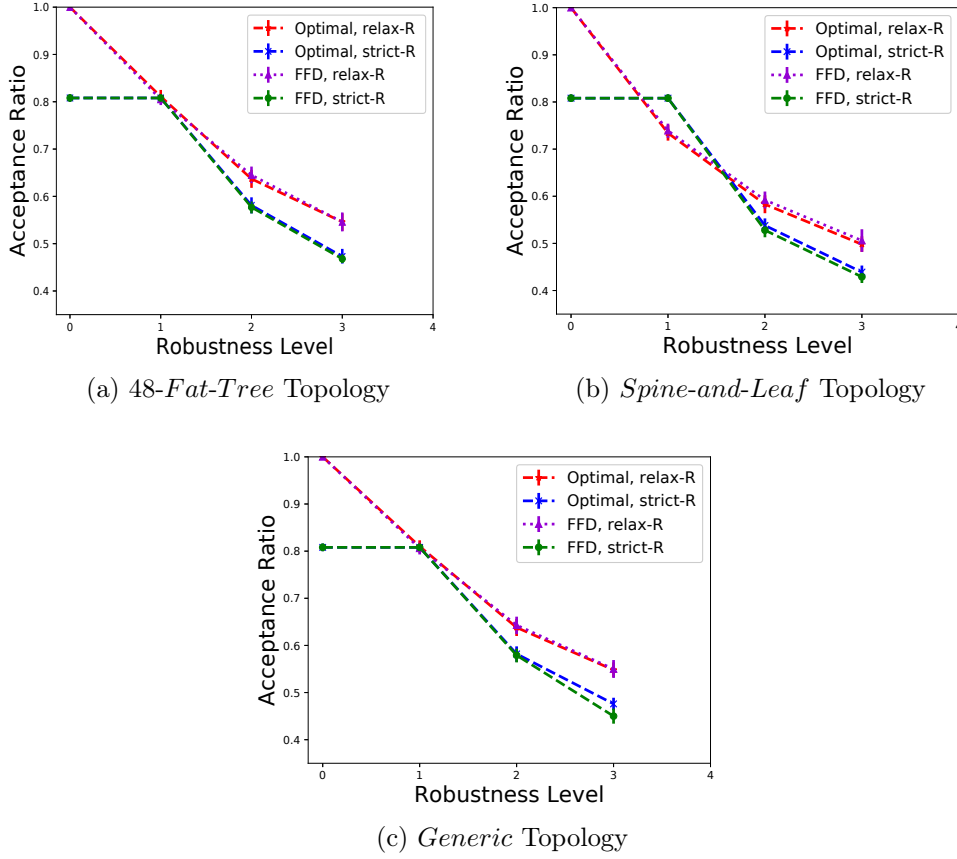 1.0
0.9
0.8
0.7
0.6
0.5
0.4
Acceptance Ratio
Optimal, relax-R
Optimal, strict-R
FFD, relax-R
FFD, strict-R
0 1 2 3 4
Robustness Level
(a) 48-Fat-Tree Topology
1.0
0.9
0.8
0.7
0.6
0.5
0.4
Acceptance Ratio
Optimal, relax-R
Optimal, strict-R
FFD, relax-R
FFD, strict-R
0 1 2 3 4
Robustness Level
(b) Spine-and-Leaf Topology
1.0
0.9
0.8
0.7
0.6
0.5
0.4
Acceptance Ratio
Optimal, relax-R
Optimal, strict-R
FFD, relax-R
FFD, strict-R
0 1 2 3 4
Robustness Level
(c) Generic Topology